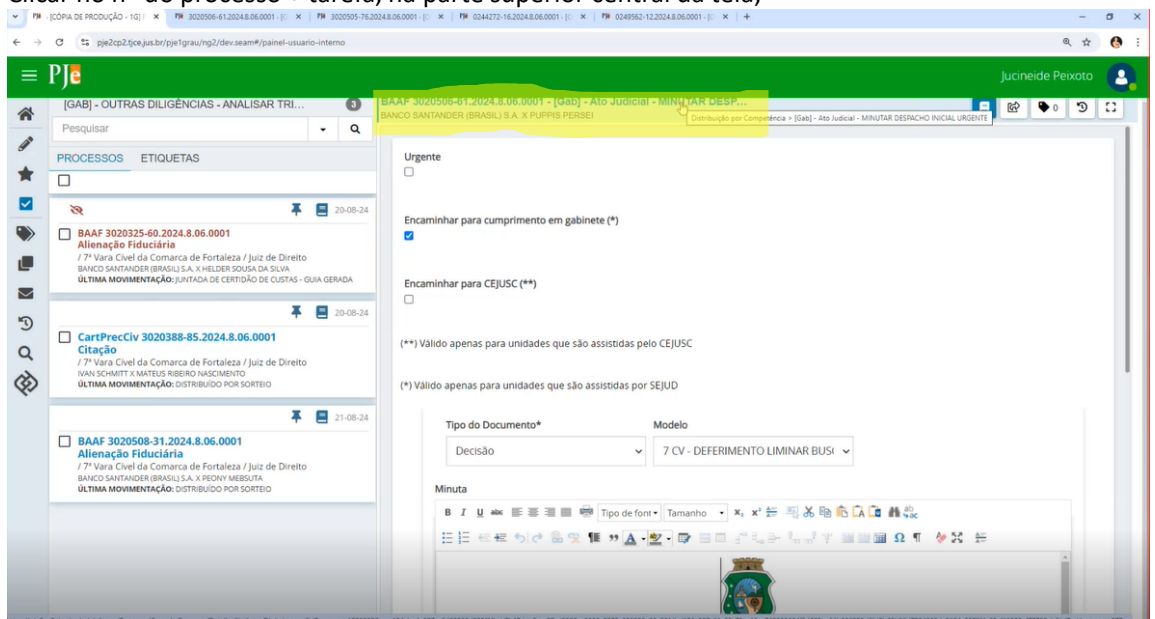 Clicar no nº do processo + tarefa, na parte superior central da tela,
[CÓPIA DE PRODUÇÃO - 1G] P
3020506-61.2024.8.06.0001 - [G
3020505-76.2024.8.06.0001 - [G
0244272-16.2024.8.06.0001 - [G
0249562-12.2024.8.06.0001 - [G
pje2cp2.tjce.jus.br/pje1grau/ng2/dev.seam#/painel-usuario-interno
PJe
Jucineide Peixoto
[GAB] - OUTRAS DILIGÊNCIAS - ANALISAR TRI... 3
BAAF 3020506-61.2024.8.06.0001 - [Gab] - Ato Judicial - MINUTAR DESP...
BANCO SANTANDER (BRASIL) S.A. X PUPPIS PERSEI
Distribuição por Competência > [Gab] - Ato Judicial - MINUTAR DESPACHO INICIAL URGENTE
0
Pesquisar
PROCESSOS ETIQUETAS
20-08-24
BAAF 3020325-60.2024.8.06.0001
Alienação Fiduciária
/ 7ª Vara Cível da Comarca de Fortaleza / Juiz de Direito
BANCO SANTANDER (BRASIL) S.A. X HELDER SOUSA DA SILVA
ÚLTIMA MOVIMENTAÇÃO: JUNTADA DE CERTIDÃO DE CUSTAS - GUIA GERADA
20-08-24
CartPrecCiv 3020388-85.2024.8.06.0001
Citação
/ 7ª Vara Cível da Comarca de Fortaleza / Juiz de Direito
IVAN SCHMITT X MATEUS RIBEIRO NASCIMENTO
ÚLTIMA MOVIMENTAÇÃO: DISTRIBUÍDO POR SORTEIO
21-08-24
BAAF 3020508-31.2024.8.06.0001
Alienação Fiduciária
/ 7ª Vara Cível da Comarca de Fortaleza / Juiz de Direito
BANCO SANTANDER (BRASIL) S.A. X PEONY MEBSUTA
ÚLTIMA MOVIMENTAÇÃO: DISTRIBUÍDO POR SORTEIO
Urgente
Encaminhar para cumprimento em gabinete (*)
Encaminhar para CEJUSC (**)
(**) Válido apenas para unidades que são assistidas pelo CEJUSC
(*) Válido apenas para unidades que são assistidas por SEJUD
Tipo do Documento* Modelo
Decisão 7 CV - DEFERIMENTO LIMINAR BUS
Minuta
B I U abc Tipo de font Tamanho